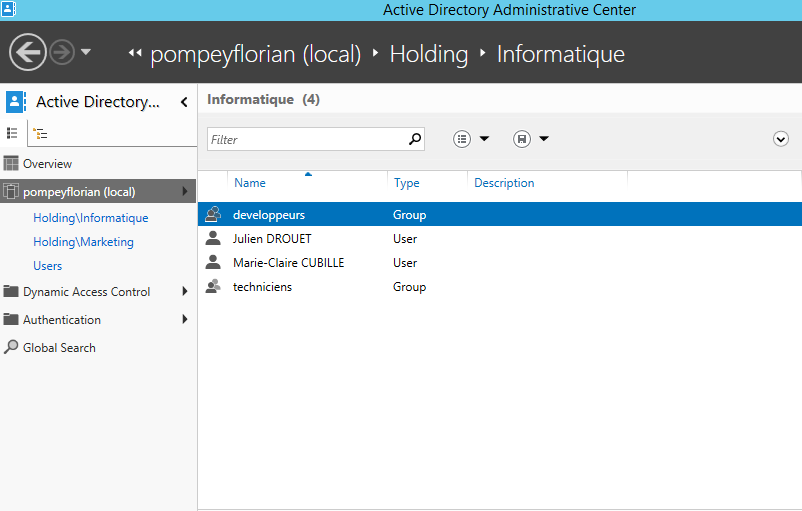 Active Directory Administrative Center
pompeyflorian (local) Holding Informatique
Active Directory...
Informatique (4)
Filter
Overview
pompeyflorian (local)
Holding\Informatique
Holding\Marketing
Users
Dynamic Access Control
Authentication
Global Search
Name Type Description
developpeurs Group
Julien DROUET User
Marie-Claire CUBILLE User
techniciens Group